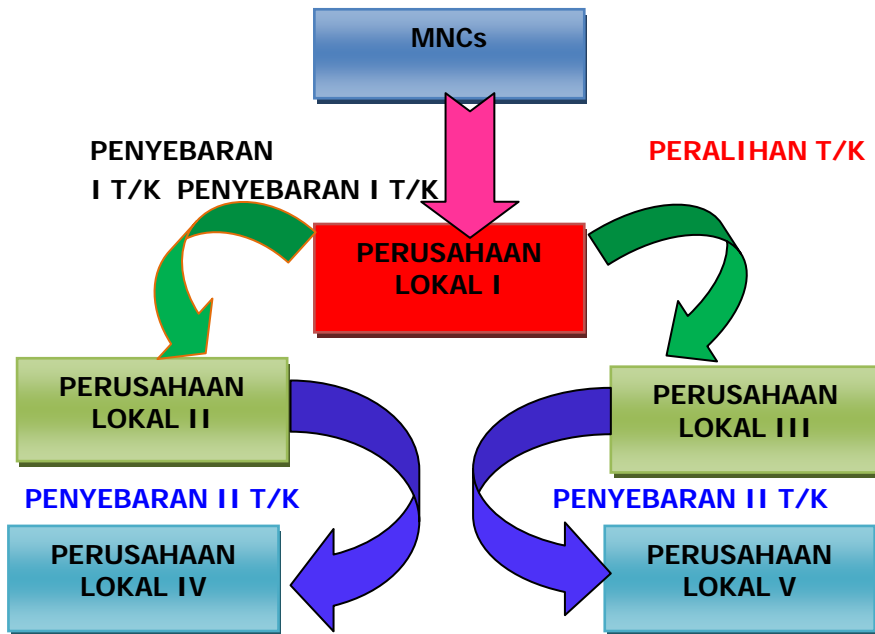 MNCs
PENYEBARAN
I T/K PENYEBARAN I T/K
PERALIHAN T/K
PERUSAHAAN
LOKAL I
PERUSAHAAN
LOKAL II
PERUSAHAAN
LOKAL III
PENYEBARAN II T/K
PENYEBARAN II T/K
PERUSAHAAN
LOKAL IV
PERUSAHAAN
LOKAL V